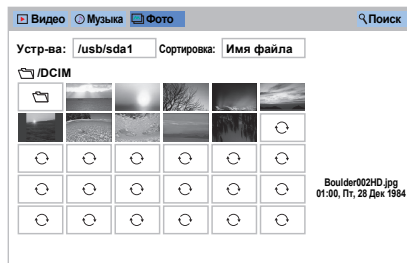 Видео Музыка Фото Поиск
Устр-ва: /usb/sda1 Сортировка: Имя файла
/DCIM
Boulder002HD.jpg
01:00, Пт, 28 Дек 1984